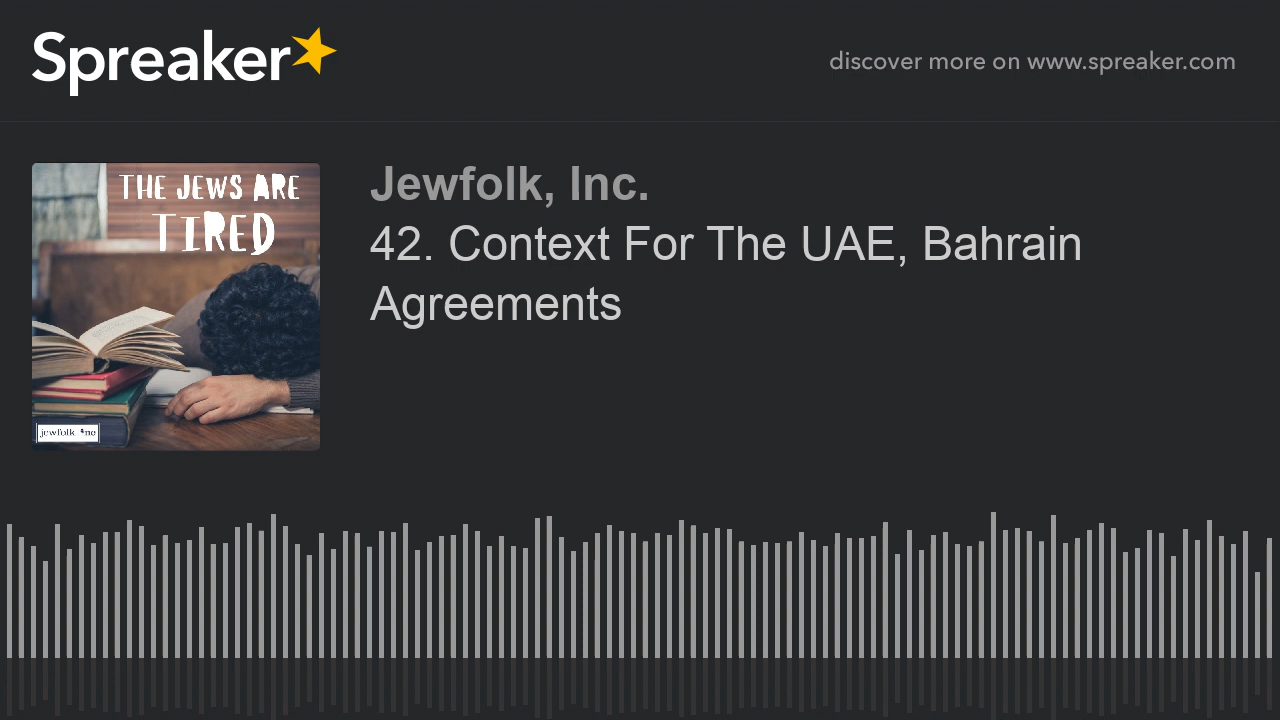 Spreaker
discover more on www.spreaker.com
THE JEWS ARE
TIRED
jewfolk inc
Jewfolk, Inc.
42. Context For The UAE, Bahrain
Agreements